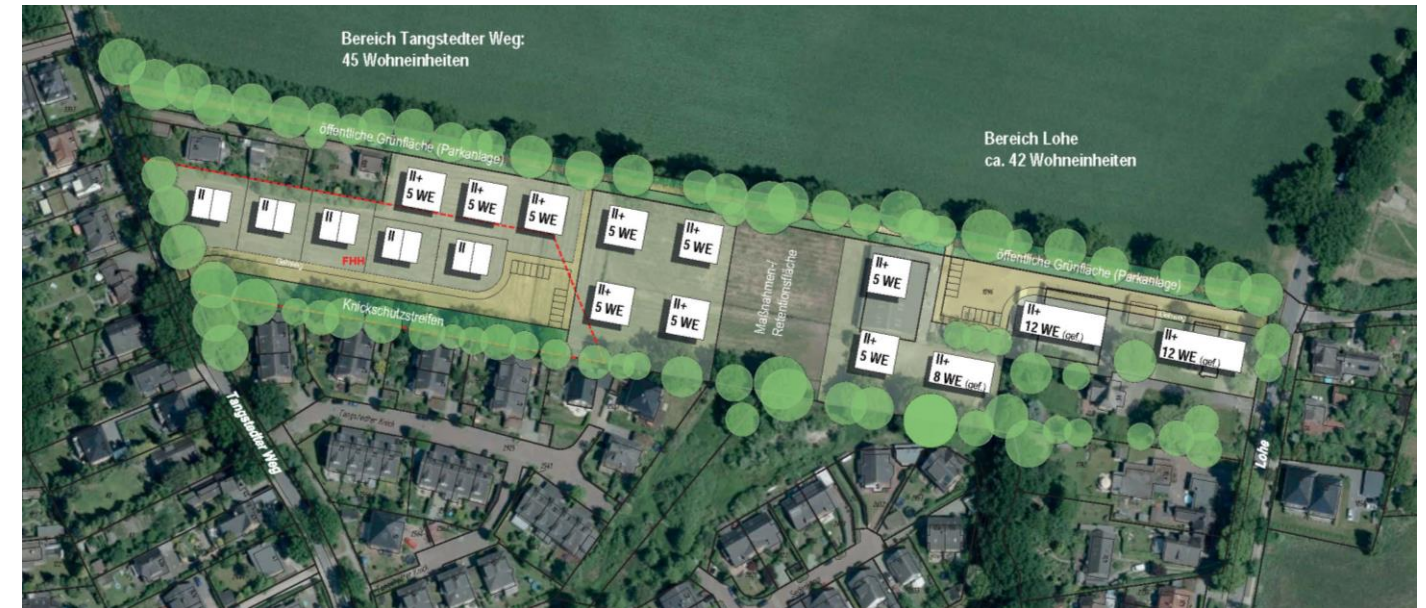 Bereich Tangstedter Weg:
45 Wohneinheiten
Bereich Lohe
ca. 42 Wohneinheiten
öffentliche Grünfläche (Parkanlage)
II
II
II
II
II
II+
5 WE
II+
5 WE
II+
5 WE
II+
5 WE
II+
5 WE
II+
5 WE
II+
5 WE
FHH
Knickschutzstreifen
Maßnahmen-/
Retentionsfläche
öffentliche Grünfläche (Parkanlage)
II+
5 WE
II+
5 WE
II+
8 WE (gef.)
II+
12 WE (gef.)
II+
12 WE (gef.)
Tangstedter Weg
Tangstedter Knick
Lohe